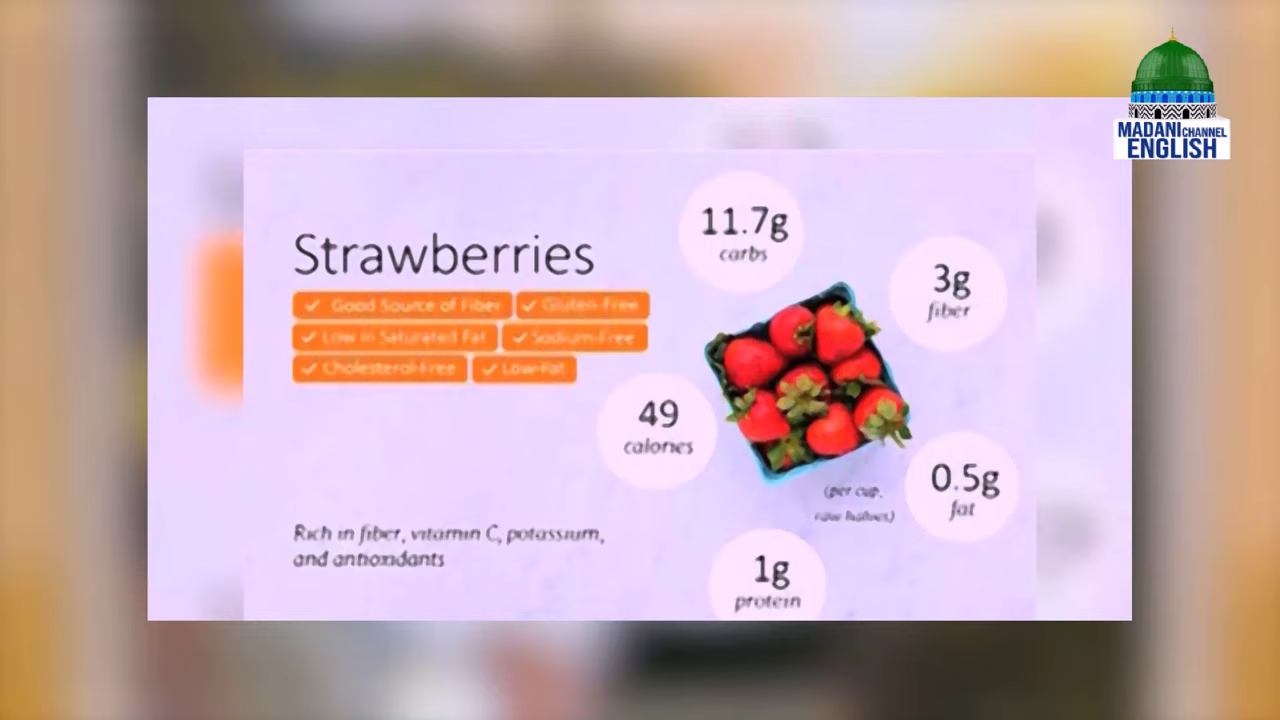 MADANI CHANNEL
ENGLISH
Strawberries
Good Source of Fiber
Gluten-Free
Low in Saturated Fat
Sodium-Free
Cholesterol-Free
Low-Fat
11.7g
carbs
3g
fiber
49
calories
0.5g
fat
(per cup,
raw halves)
1g
protein
Rich in fiber, vitamin C, potassium,
and antioxidants